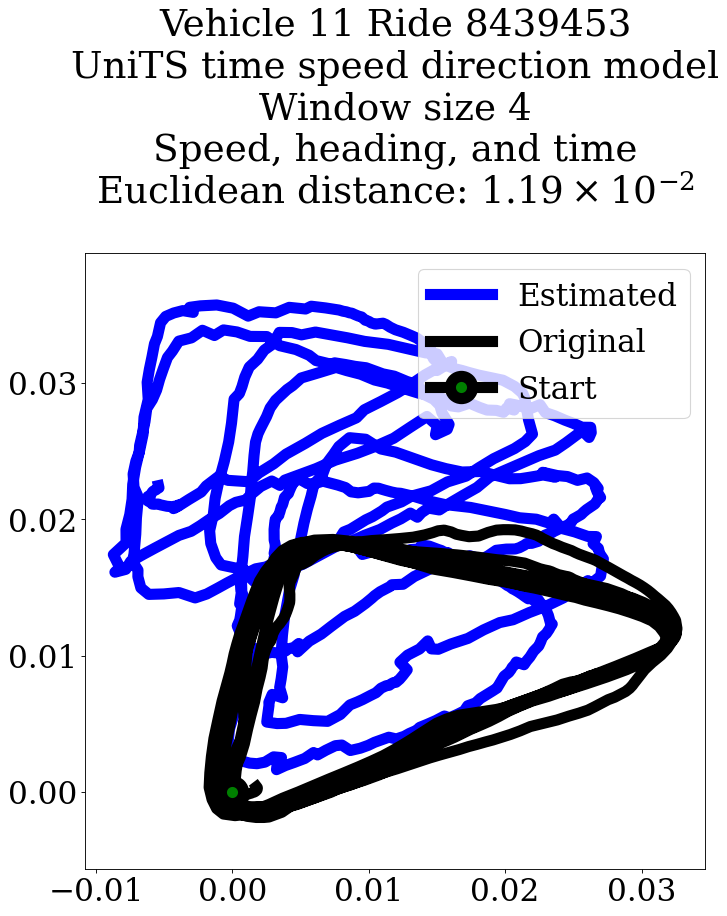 Vehicle 11 Ride 8439453
UniTS time speed direction model
Window size 4
Speed, heading, and time
Euclidean distance: 1.19 × 10⁻²
Estimated
Original
Start
0.03
0.02
0.01
0.00
−0.01 0.00 0.01 0.02 0.03